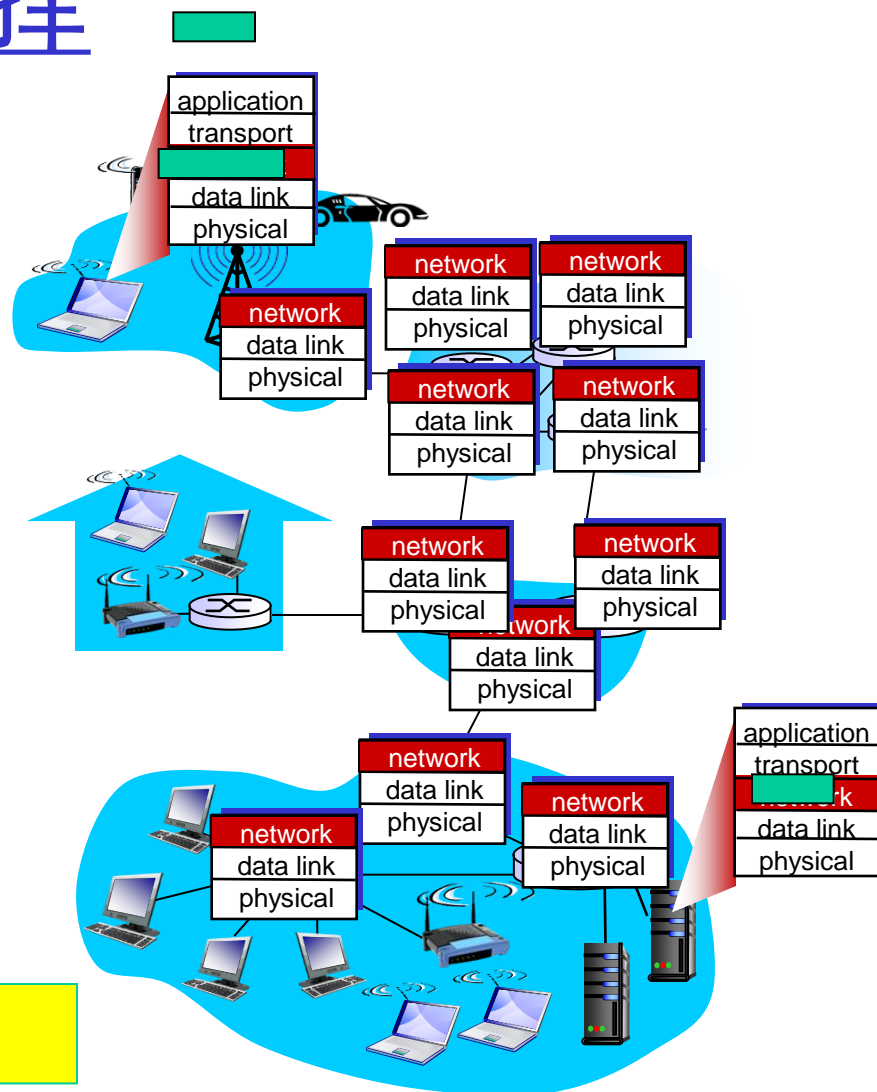 application
transport
data link
physical
network
data link
physical
network
data link
physical
network
data link
physical
network
data link
physical
network
data link
physical
network
data link
physical
network
data link
physical
data link
physical
network
data link
physical
network
data link
physical
network
data link
physical
application
transport
data link
physical